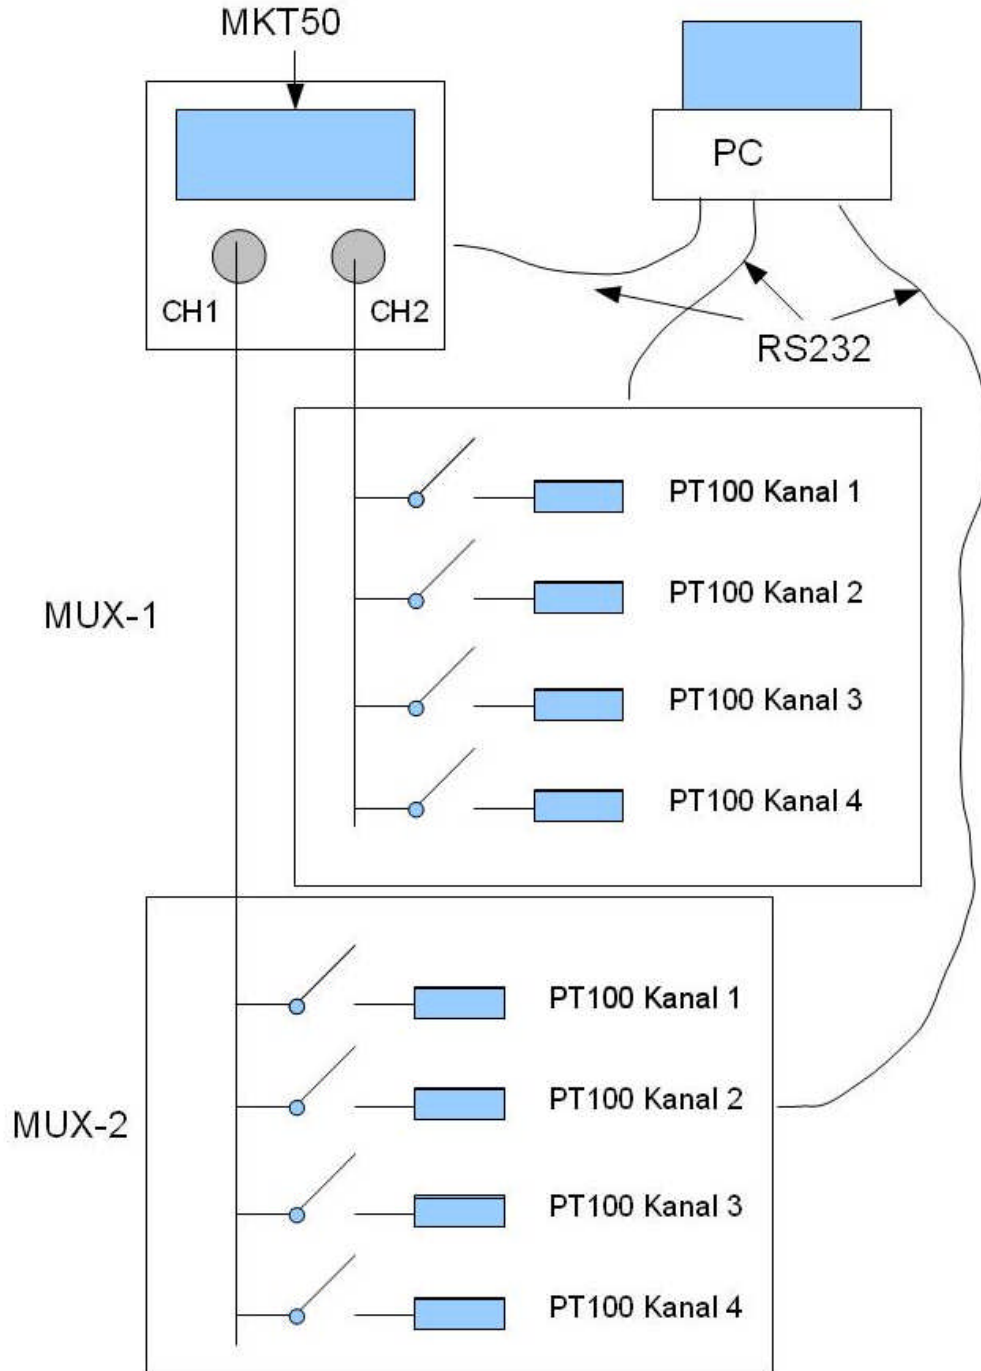 MKT50
PC
CH1
CH2
RS232
MUX-1
PT100 Kanal 1
PT100 Kanal 2
PT100 Kanal 3
PT100 Kanal 4
MUX-2
PT100 Kanal 1
PT100 Kanal 2
PT100 Kanal 3
PT100 Kanal 4